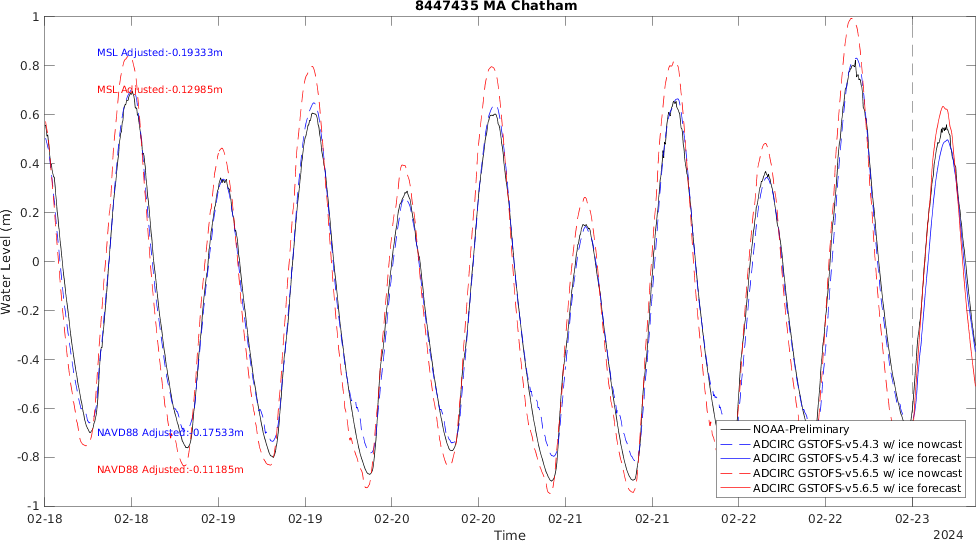 8447435 MA Chatham
1
0.8
0.6
0.4
0.2
0
-0.2
-0.4
-0.6
-0.8
-1
Water Level (m)
MSL Adjusted:-0.19333m
MSL Adjusted:-0.12985m
NAVD88 Adjusted:-0.17533m
NAVD88 Adjusted:-0.11185m
NOAA-Preliminary
ADCIRC GSTOFS-v5.4.3 w/ ice nowcast
ADCIRC GSTOFS-v5.4.3 w/ ice forecast
ADCIRC GSTOFS-v5.6.5 w/ ice nowcast
ADCIRC GSTOFS-v5.6.5 w/ ice forecast
02-18 02-18 02-19 02-19 02-20 02-20 02-21 02-21 02-22 02-22 02-23
Time
2024